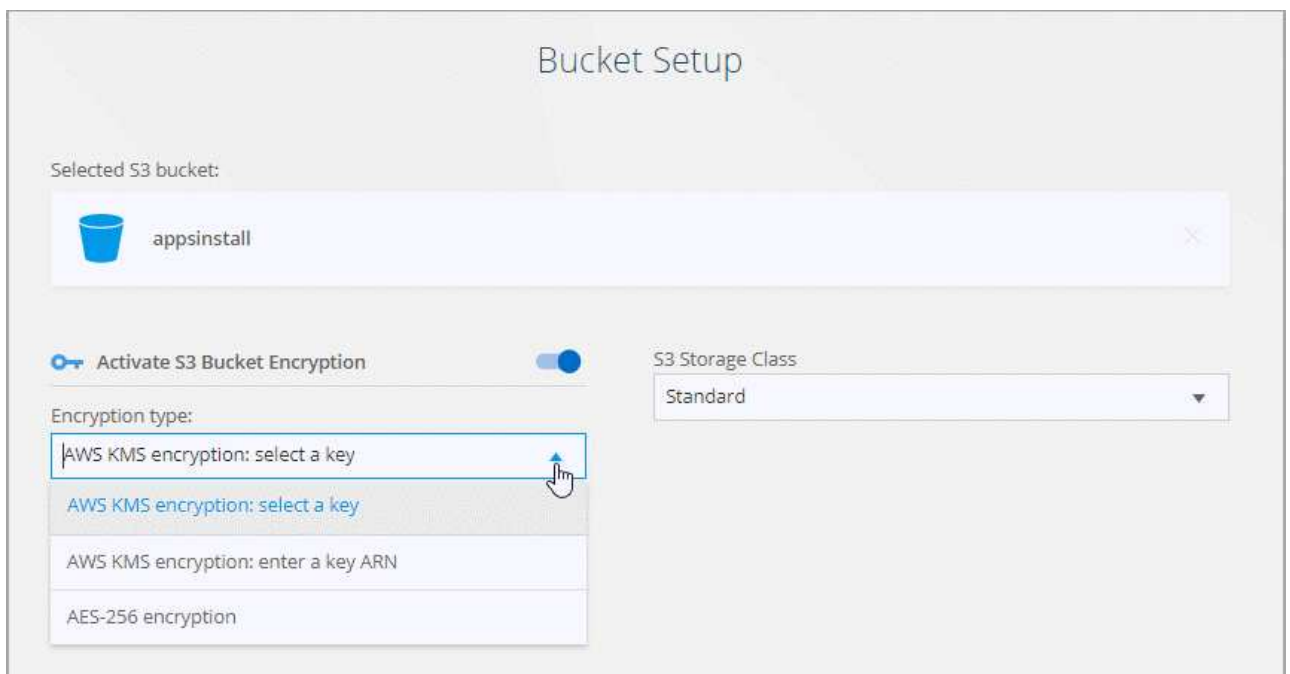 Bucket Setup
Selected S3 bucket:
appsinstall
Activate S3 Bucket Encryption
S3 Storage Class
Standard
Encryption type:
AWS KMS encryption: select a key
AWS KMS encryption: select a key
AWS KMS encryption: enter a key ARN
AES-256 encryption